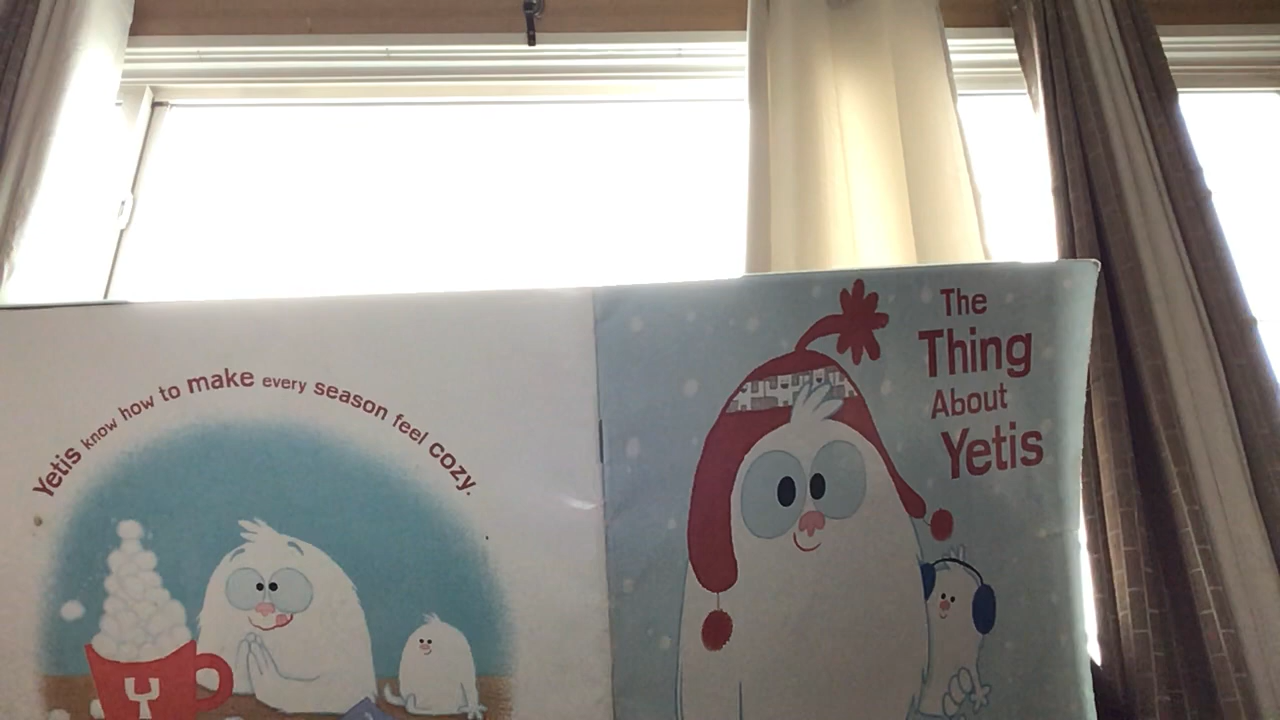 Yetis know how to make every season feel cozy.
Y
The
Thing
About
Yetis